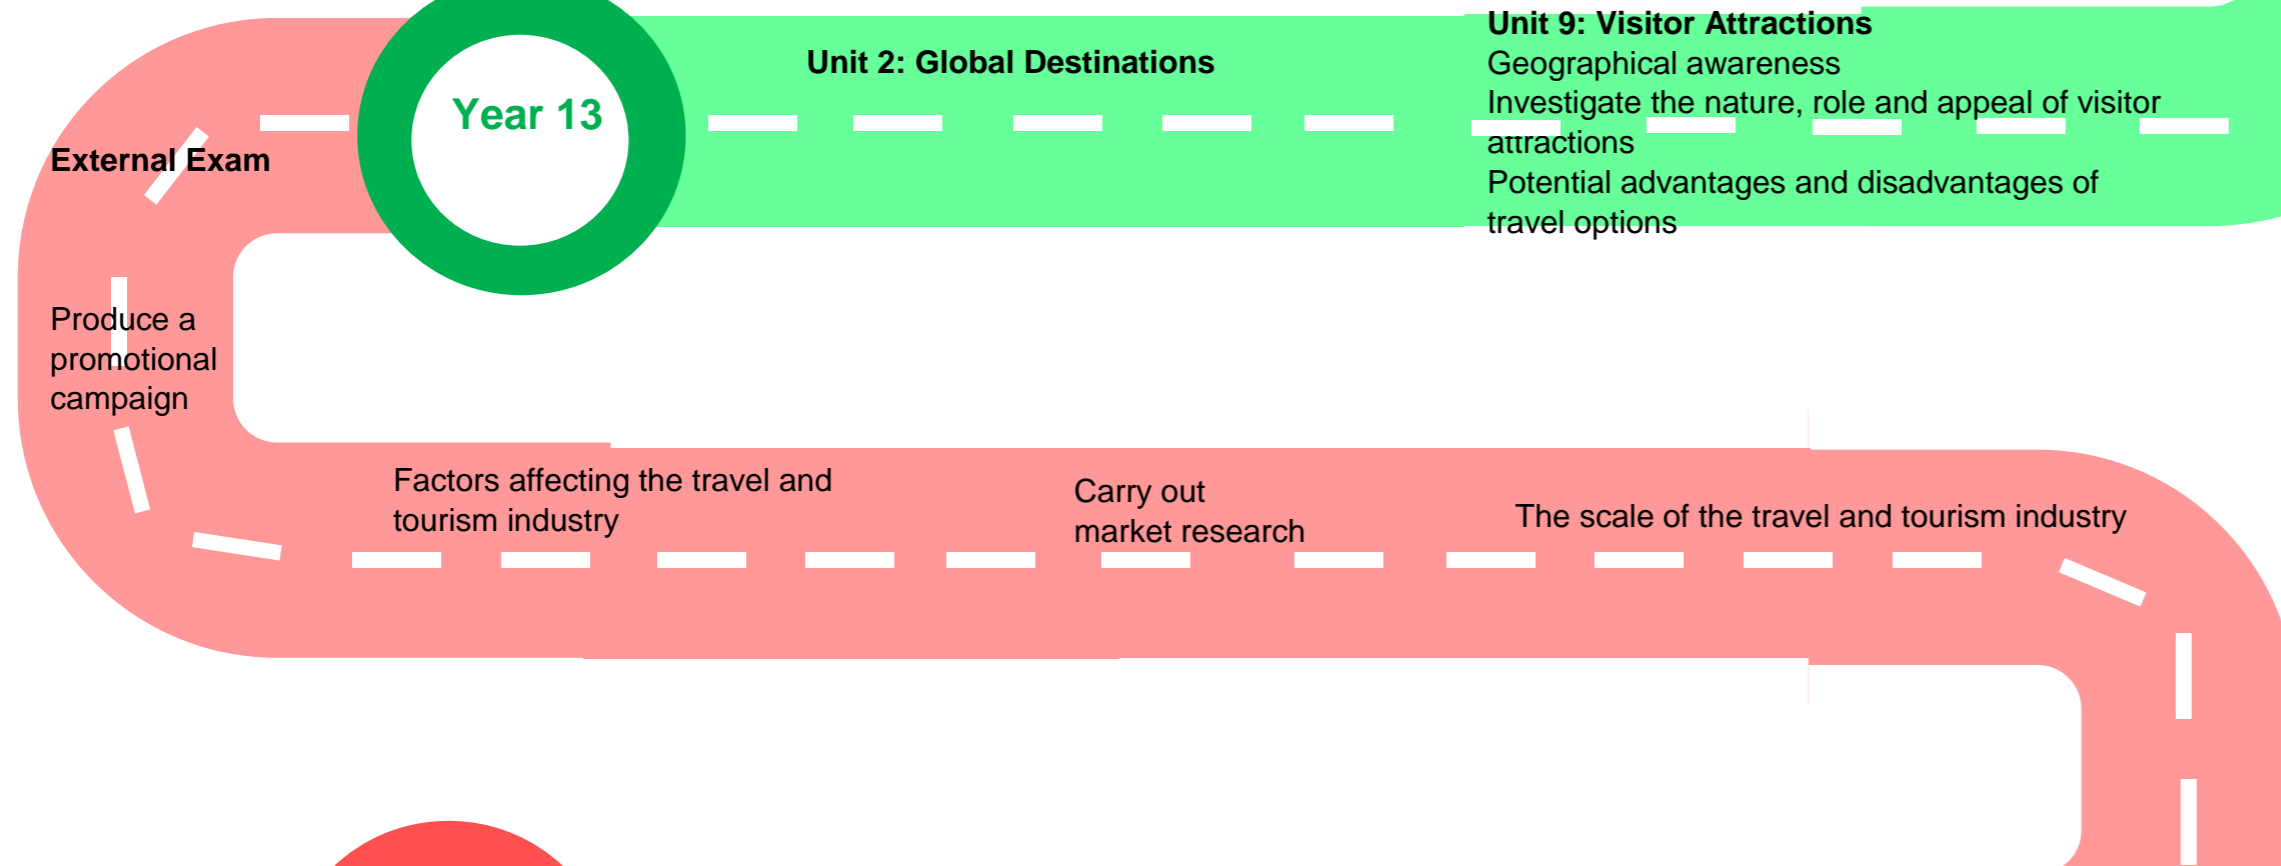 Unit 9: Visitor Attractions
Geographical awareness
Investigate the nature, role and appeal of visitor
attractions
Potential advantages and disadvantages of
travel options
Unit 2: Global Destinations
Year 13
External Exam
Produce a
promotional
campaign
Factors affecting the travel and
tourism industry
Carry out
market research
The scale of the travel and tourism industry